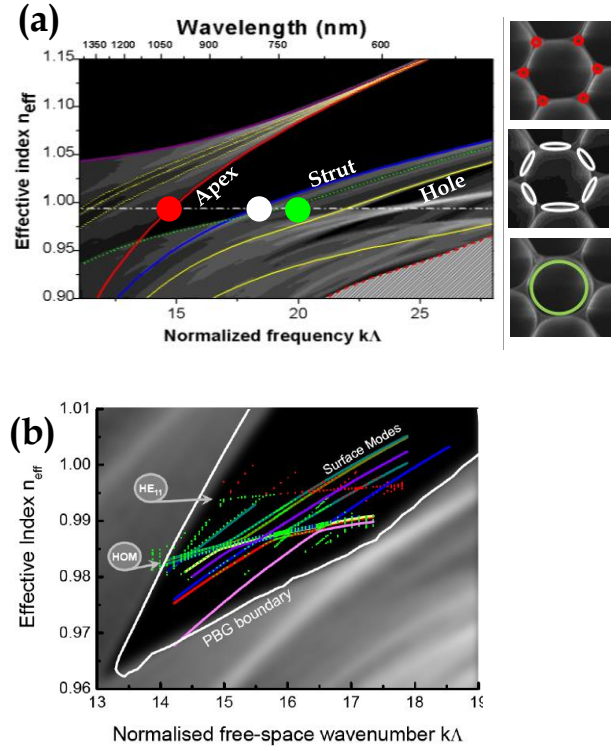 (a)
Wavelength (nm)
1350 1200 1050 900 750 600
Effective index neff
1.15
1.10
1.05
1.00
0.95
0.90
Apex
Strut
Hole
15 20 25
Normalized frequency kΛ
(b)
Effective Index neff
1.01
1.00
0.99
0.98
0.97
0.96
HE11
HOM
Surface Modes
PBG boundary
13 14 15 16 17 18 19
Normalised free-space wavenumber kΛ